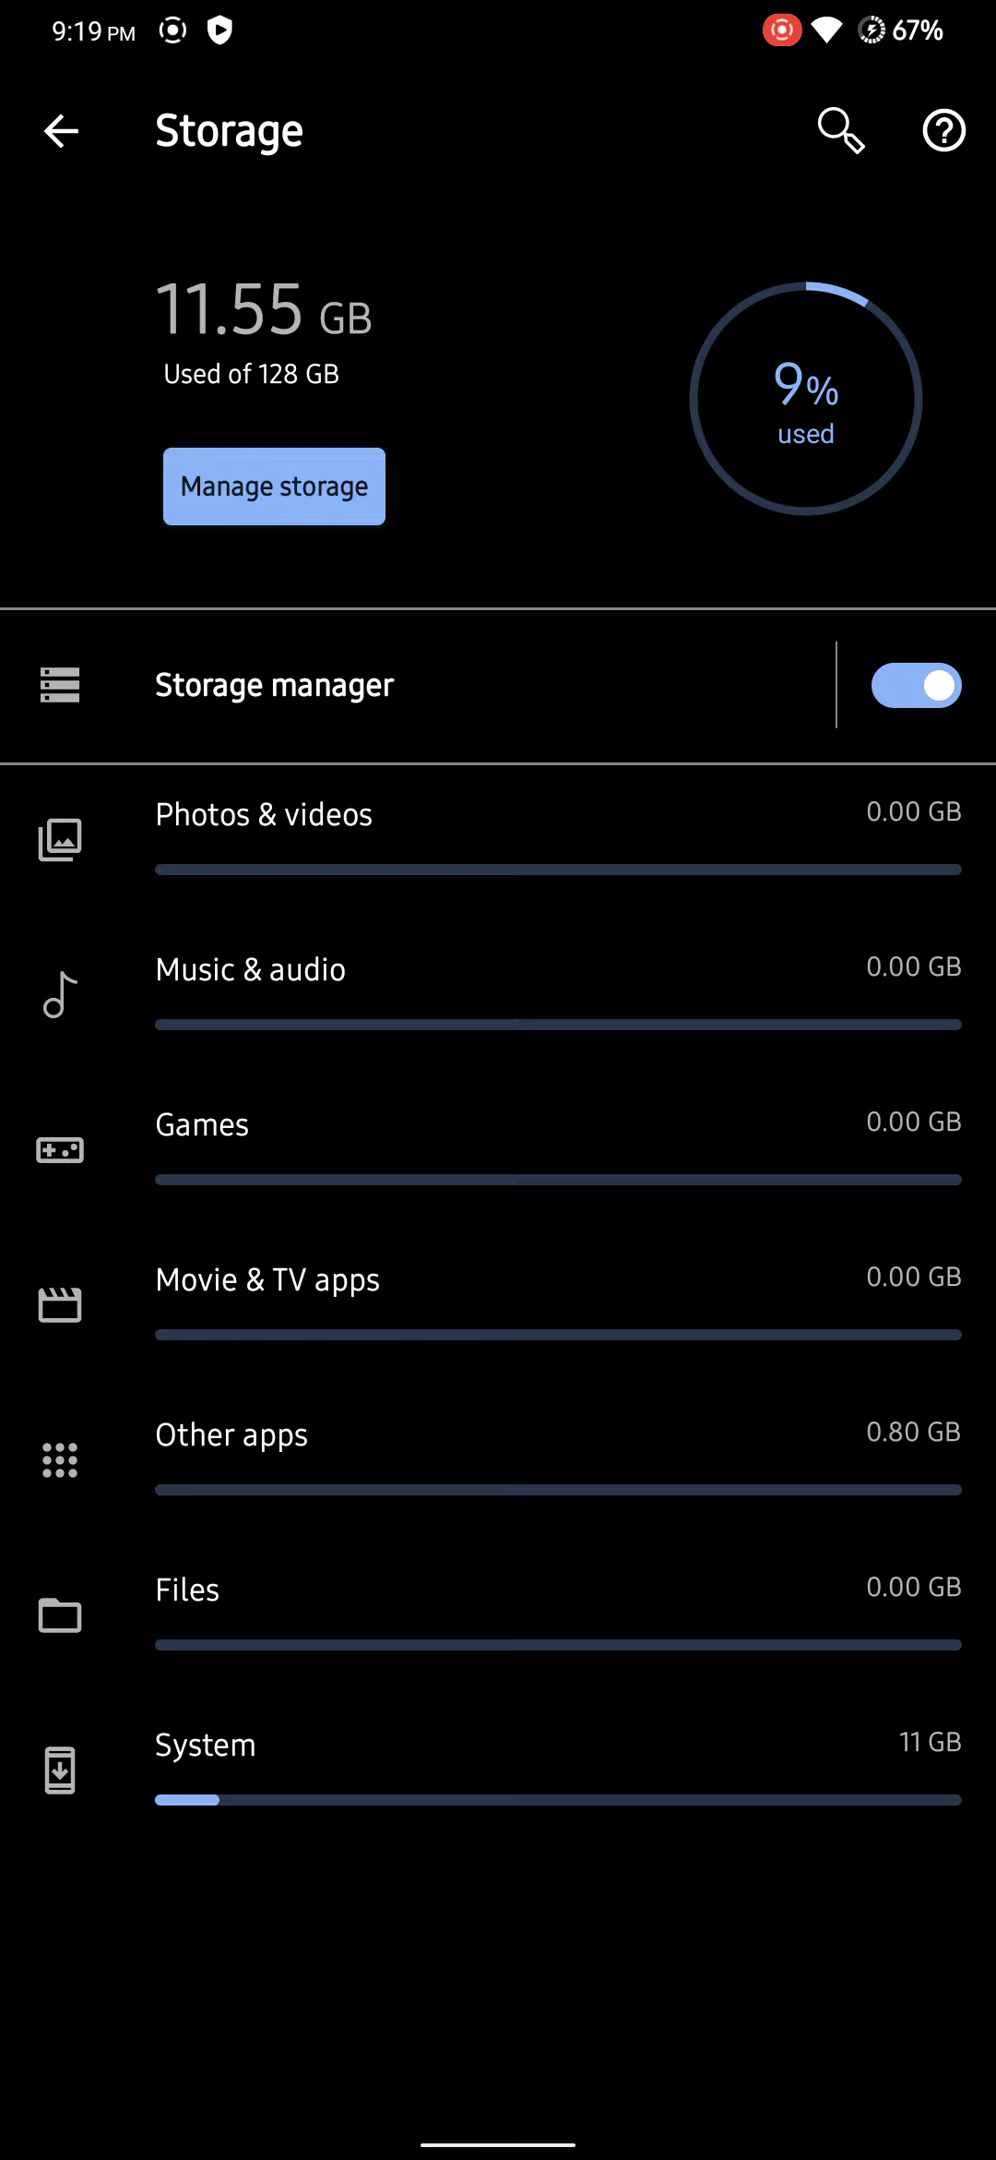 9:19 PM
67%
Storage
11.55 GB
Used of 128 GB
9%
used
Manage storage
Storage manager
Photos & videos
0.00 GB
Music & audio
0.00 GB
Games
0.00 GB
Movie & TV apps
0.00 GB
Other apps
0.80 GB
Files
0.00 GB
System
11 GB